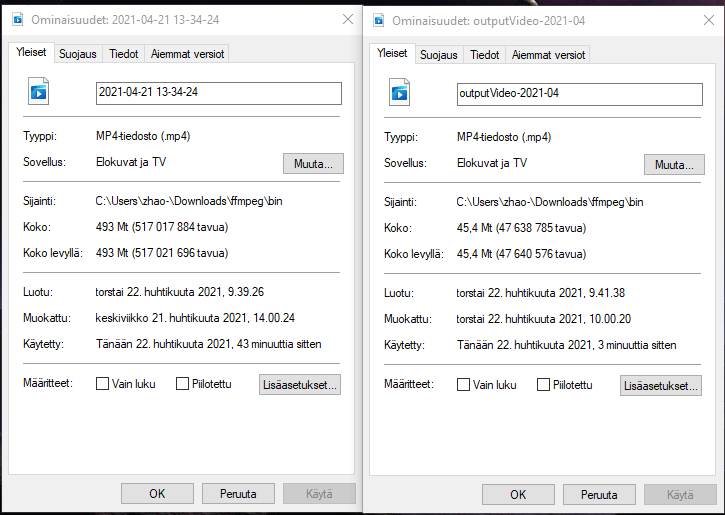 Ominaisuudet: 2021-04-21 13-34-24
Yleiset Suojaus Tiedot Aiemmat versiot
2021-04-21 13-34-24
Tyyppi: MP4-tiedosto (.mp4)
Sovellus: Elokuvat ja TV Muuta...
Sijainti: C:\Users\zhao-\Downloads\ffmpeg\bin
Koko: 493 Mt (517 017 884 tavua)
Koko levyllä: 493 Mt (517 021 696 tavua)
Luotu: torstai 22. huhtikuuta 2021, 9.39.26
Muokattu: keskiviikko 21. huhtikuuta 2021, 14.00.24
Käytetty: Tänään 22. huhtikuuta 2021, 43 minuuttia sitten
Määritteet: Vain luku Piilotettu Lisäasetukset...
OK Peruuta Käytä
Ominaisuudet: outputVideo-2021-04
Yleiset Suojaus Tiedot Aiemmat versiot
outputVideo-2021-04
Tyyppi: MP4-tiedosto (.mp4)
Sovellus: Elokuvat ja TV Muuta...
Sijainti: C:\Users\zhao-\Downloads\ffmpeg\bin
Koko: 45,4 Mt (47 638 785 tavua)
Koko levyllä: 45,4 Mt (47 640 576 tavua)
Luotu: torstai 22. huhtikuuta 2021, 9.41.38
Muokattu: torstai 22. huhtikuuta 2021, 10.00.20
Käytetty: Tänään 22. huhtikuuta 2021, 3 minuuttia sitten
Määritteet: Vain luku Piilotettu Lisäasetukset...
OK Peruuta Käytä